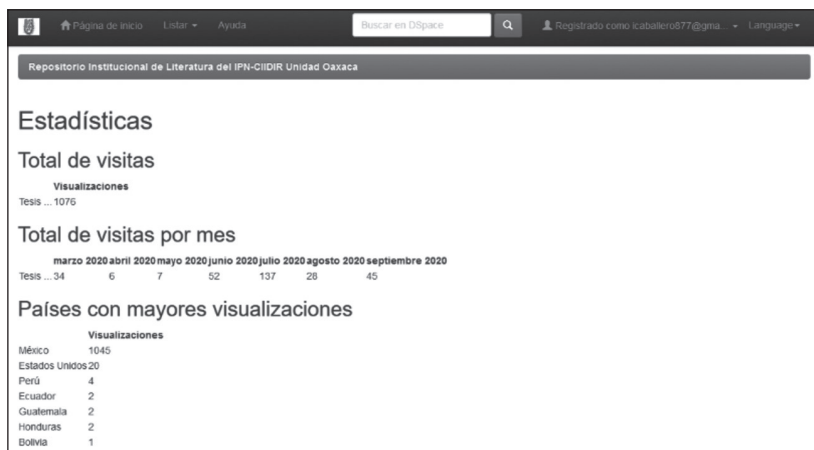 Página de inicio Listar Ayuda Buscar en DSpace Registrado como icaballero877@gma... Language
Repositorio Institucional de Literatura del IPN-CIIDIR Unidad Oaxaca
Estadísticas
Total de visitas
Visualizaciones
Tesis ... 1076
Total de visitas por mes
marzo 2020 abril 2020 mayo 2020 junio 2020 julio 2020 agosto 2020 septiembre 2020
Tesis ... 34 6 7 52 137 28 45
Países con mayores visualizaciones
Visualizaciones
México 1045
Estados Unidos 20
Perú 4
Ecuador 2
Guatemala 2
Honduras 2
Bolivia 1